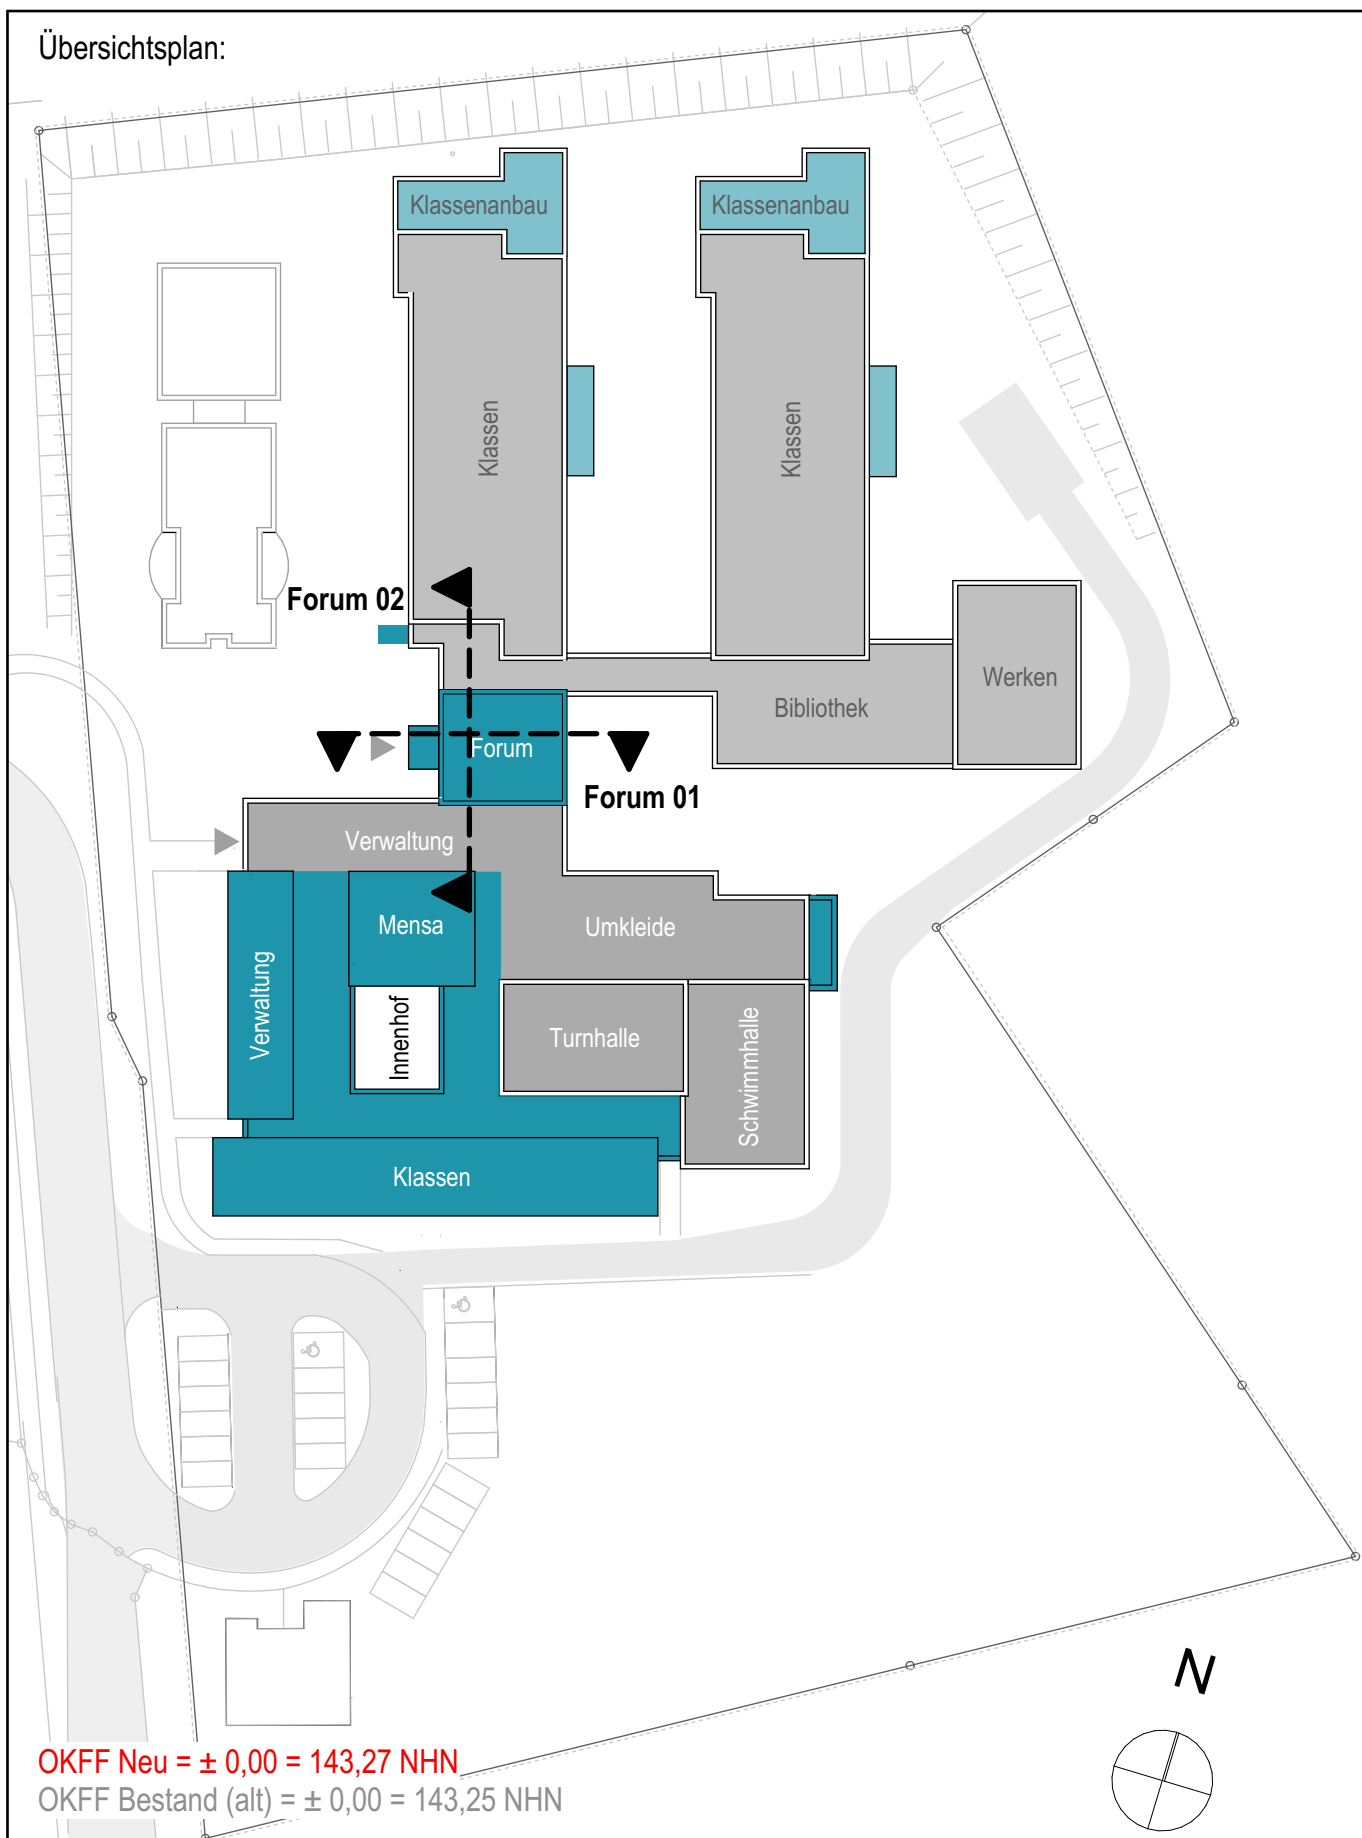 Übersichtsplan:
Klassenanbau
Klassenanbau
Klassen
Klassen
Forum 02
Werken
Bibliothek
Forum
Forum 01
Verwaltung
Mensa
Umkleide
Verwaltung
Innenhof
Turnhalle
Schwimmhalle
Klassen
N
OKFF Neu = ± 0,00 = 143,27 NHN
OKFF Bestand (alt) = ± 0,00 = 143,25 NHN